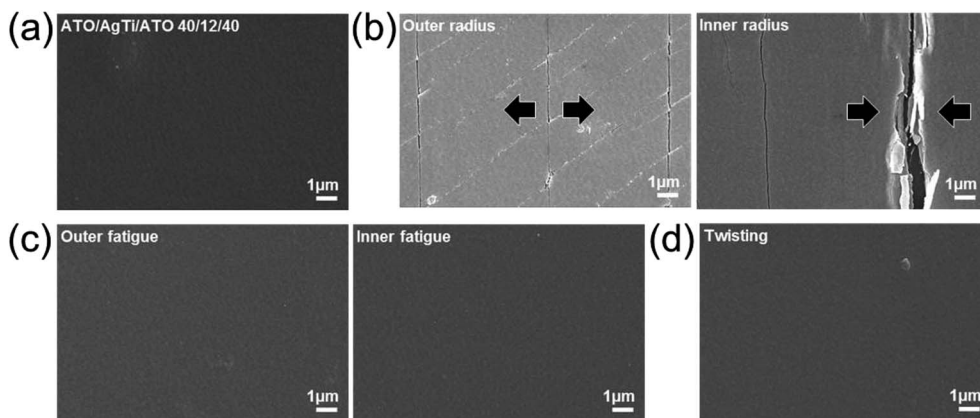 (a)
ATO/AgTi/ATO 40/12/40
1μm
(b)
Outer radius
1μm
Inner radius
1μm
(c)
Outer fatigue
1μm
Inner fatigue
1μm
(d)
Twisting
1μm